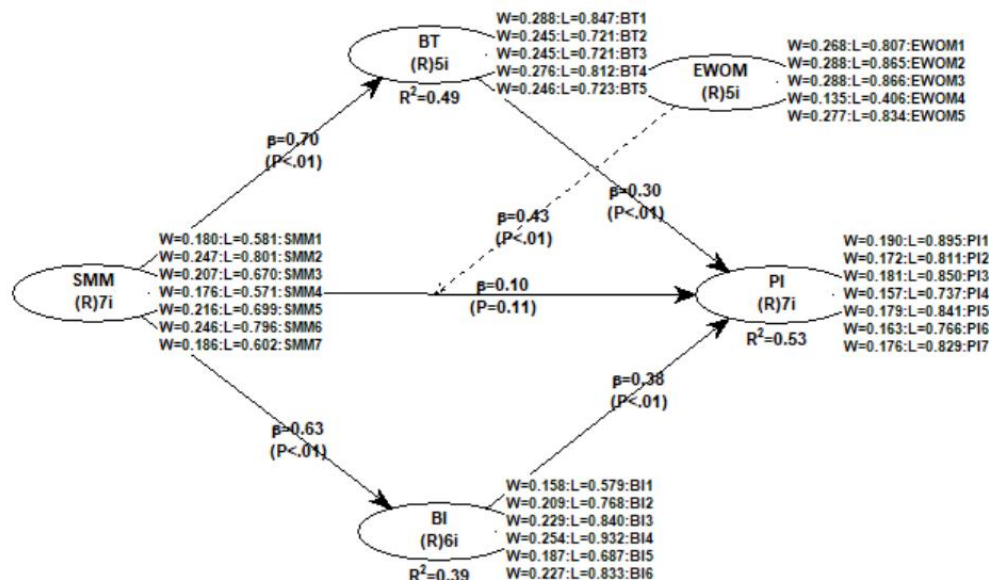 BT
(R)5i
R²=0.49
W=0.288:L=0.847:BT1
W=0.245:L=0.721:BT2
W=0.245:L=0.721:BT3
W=0.276:L=0.812:BT4
W=0.246:L=0.723:BT5
EWOM
(R)5i
W=0.268:L=0.807:EWOM1
W=0.288:L=0.865:EWOM2
W=0.288:L=0.866:EWOM3
W=0.135:L=0.406:EWOM4
W=0.277:L=0.834:EWOM5
β=0.70
(P<.01)
β=0.43
(P<.01)
β=0.30
(P<.01)
SMM
(R)7i
W=0.180:L=0.581:SMM1
W=0.247:L=0.801:SMM2
W=0.207:L=0.670:SMM3
W=0.176:L=0.571:SMM4
W=0.216:L=0.699:SMM5
W=0.246:L=0.796:SMM6
W=0.186:L=0.602:SMM7
β=0.10
(P=0.11)
PI
(R)7i
R²=0.53
W=0.190:L=0.895:PI1
W=0.172:L=0.811:PI2
W=0.181:L=0.850:PI3
W=0.157:L=0.737:PI4
W=0.179:L=0.841:PI5
W=0.163:L=0.766:PI6
W=0.176:L=0.829:PI7
β=0.63
(P<.01)
β=0.38
(P<.01)
BI
(R)6i
R²=0.39
W=0.158:L=0.579:BI1
W=0.209:L=0.768:BI2
W=0.229:L=0.840:BI3
W=0.254:L=0.932:BI4
W=0.187:L=0.687:BI5
W=0.227:L=0.833:BI6